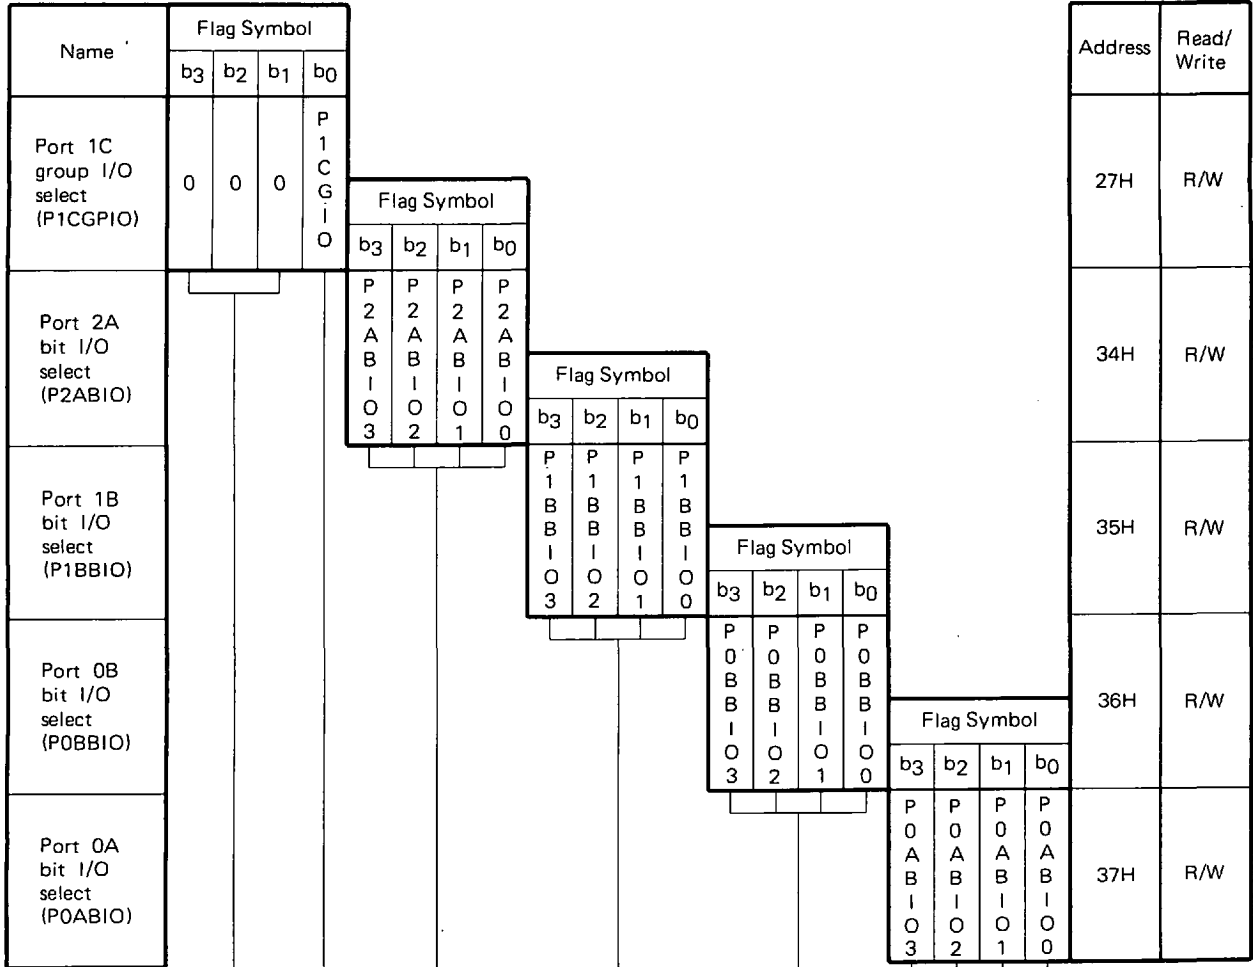 Name
Flag Symbol
b3 b2 b1 b0
Address
Read/
Write
Port 1C
group I/O
select
(P1CGPIO)
0 0 0 P1CGIO
27H
R/W
Flag Symbol
b3 b2 b1 b0
Port 2A
bit I/O
select
(P2ABIO)
P2ABIO3 P2ABIO2 P2ABIO1 P2ABIO0
34H
R/W
Flag Symbol
b3 b2 b1 b0
Port 1B
bit I/O
select
(P1BBIO)
P1BBIO3 P1BBIO2 P1BBIO1 P1BBIO0
35H
R/W
Flag Symbol
b3 b2 b1 b0
Port 0B
bit I/O
select
(P0BBIO)
P0BBIO3 P0BBIO2 P0BBIO1 P0BBIO0
36H
R/W
Flag Symbol
b3 b2 b1 b0
Port 0A
bit I/O
select
(P0ABIO)
P0ABIO3 P0ABIO2 P0ABIO1 P0ABIO0
37H
R/W